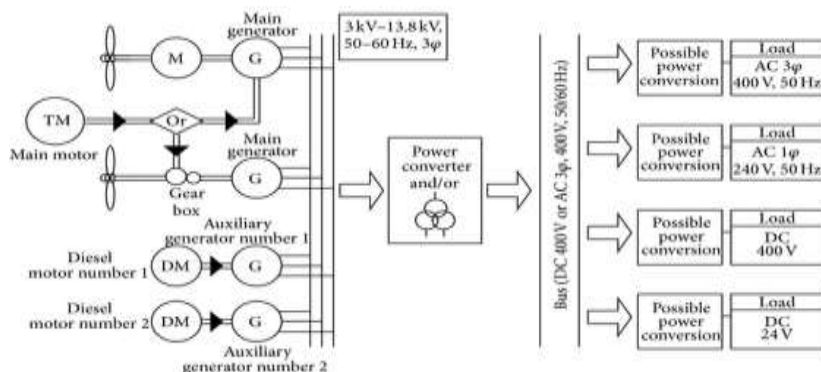 Main
generator
M
G
3 kV–13.8 kV,
50–60 Hz, 3φ
TM
Main motor
Or
Main
generator
G
Gear
box
Auxiliary
generator number 1
Diesel
motor number 1
DM
G
Diesel
motor number 2
DM
G
Auxiliary
generator number 2
Power
converter
and/or
Bus (DC 400 V or AC 3φ, 400 V, 50/60 Hz)
Possible
power
conversion
Load
AC 3φ
400 V, 50 Hz
Possible
power
conversion
Load
AC 1φ
240 V, 50 Hz
Possible
power
conversion
Load
DC
400 V
Possible
power
conversion
Load
DC
24 V